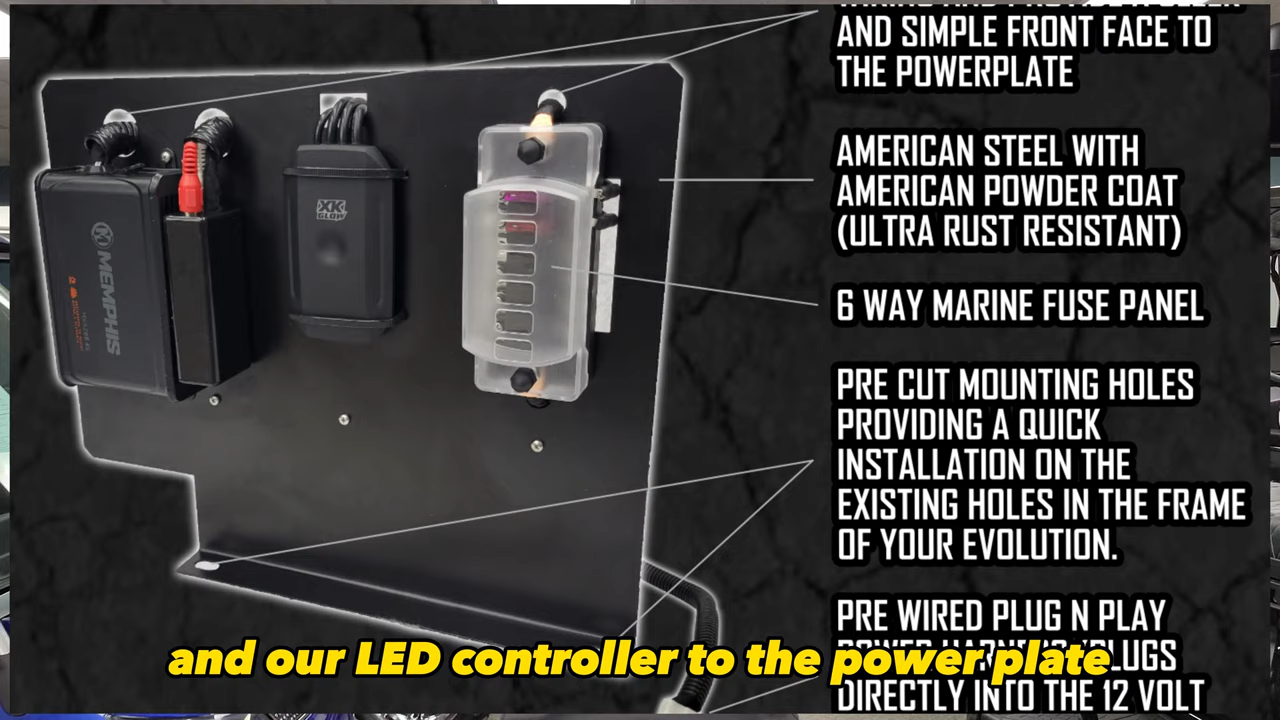 AND SIMPLE FRONT FACE TO
THE POWERPLATE
AMERICAN STEEL WITH
AMERICAN POWDER COAT
(ULTRA RUST RESISTANT)
6 WAY MARINE FUSE PANEL
PRE CUT MOUNTING HOLES
PROVIDING A QUICK
INSTALLATION ON THE
EXISTING HOLES IN THE FRAME
OF YOUR EVOLUTION.
PRE WIRED PLUG N PLAY
DIRECTLY INTO THE 12 VOLT
MEMPHIS
XK
GLOW
and our LED controller to the power plate